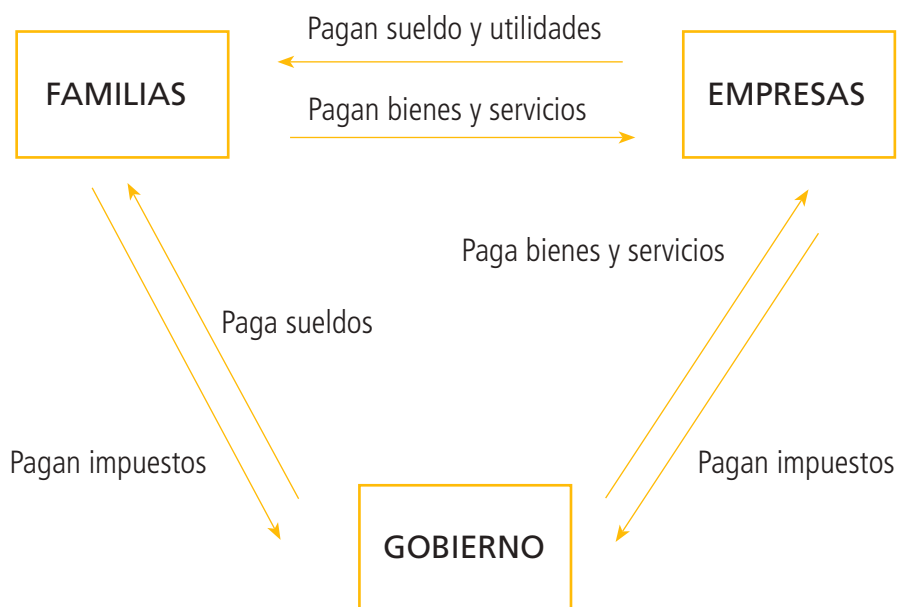 Pagan sueldo y utilidades
FAMILIAS
EMPRESAS
Pagan bienes y servicios
Paga bienes y servicios
Paga sueldos
Pagan impuestos
Pagan impuestos
GOBIERNO